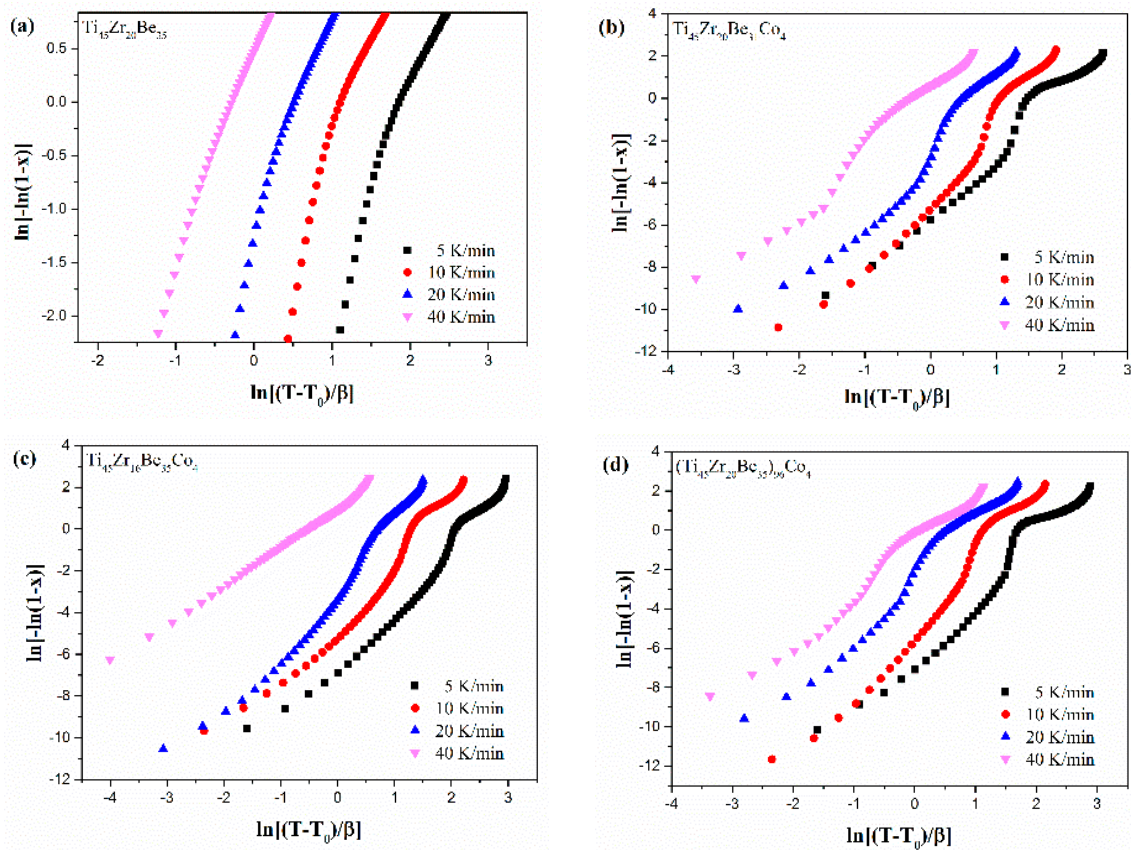 (a) Ti45Zr20Be35
ln[-ln(1-x)]
0.5
0.0
-0.5
-1.0
-1.5
-2.0
5 K/min
10 K/min
20 K/min
40 K/min
-2 -1 0 1 2 3
ln[(T-T0)/β]
(b) Ti45Zr20Be3 Co4
ln[-ln(1-x)]
4
2
0
-2
-4
-6
-8
-10
-12
5 K/min
10 K/min
20 K/min
40 K/min
-4 -3 -2 -1 0 1 2 3
ln[(T-T0)/β]
(c) Ti45Zr16Be35Co4
ln[-ln(1-x)]
4
2
0
-2
-4
-6
-8
-10
-12
5 K/min
10 K/min
20 K/min
40 K/min
-4 -3 -2 -1 0 1 2 3
ln[(T-T0)/β]
(d) (Ti45Zr20Be35)96Co4
ln[-ln(1-x)]
4
2
0
-2
-4
-6
-8
-10
-12
5 K/min
10 K/min
20 K/min
40 K/min
-4 -3 -2 -1 0 1 2 3
ln[(T-T0)/β]